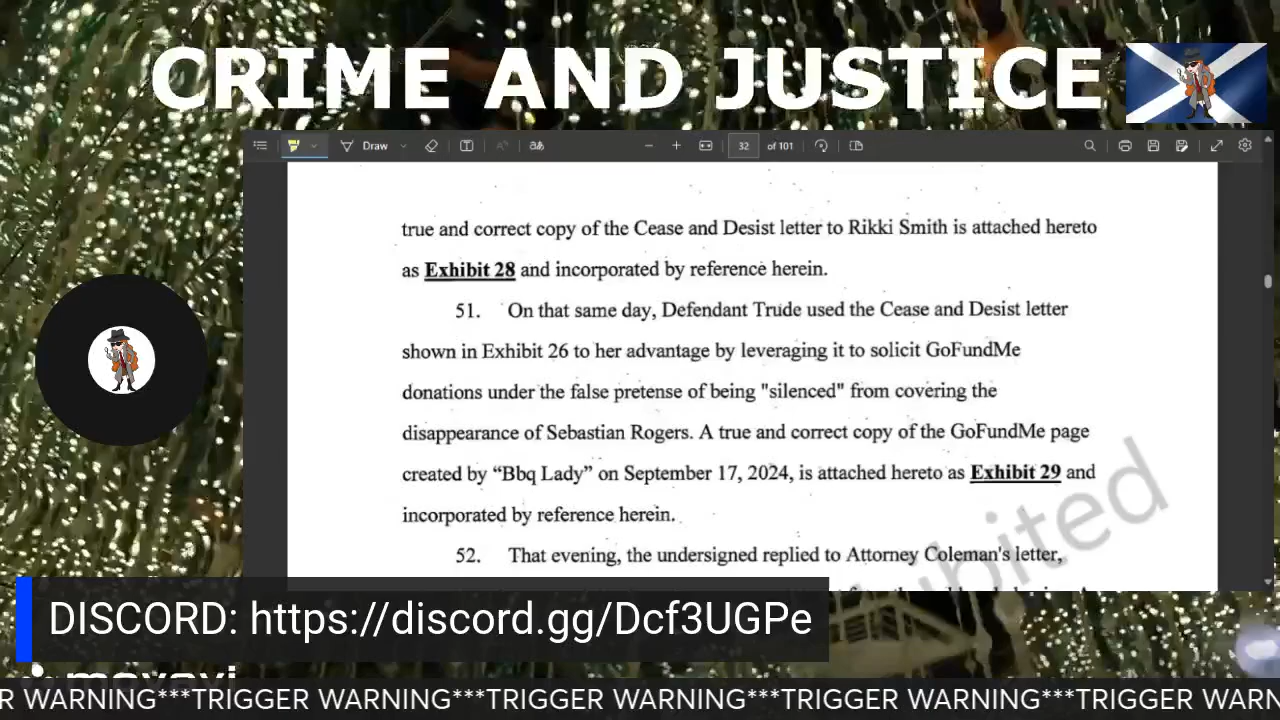 CRIME AND JUSTICE
Draw
32 of 101
true and correct copy of the Cease and Desist letter to Rikki Smith is attached hereto
as Exhibit 28 and incorporated by reference herein.
51. On that same day, Defendant Trude used the Cease and Desist letter
shown in Exhibit 26 to her advantage by leveraging it to solicit GoFundMe
donations under the false pretense of being "silenced" from covering the
disappearance of Sebastian Rogers. A true and correct copy of the GoFundMe page
created by “Bbq Lady” on September 17, 2024, is attached hereto as Exhibit 29 and
incorporated by reference herein.
52. That evening, the undersigned replied to Attorney Coleman's letter,
DISCORD: https://discord.gg/Dcf3UGPe
R WARNING***TRIGGER WARNING***TRIGGER WARNING***TRIGGER WARNING***TRIGGER WARN